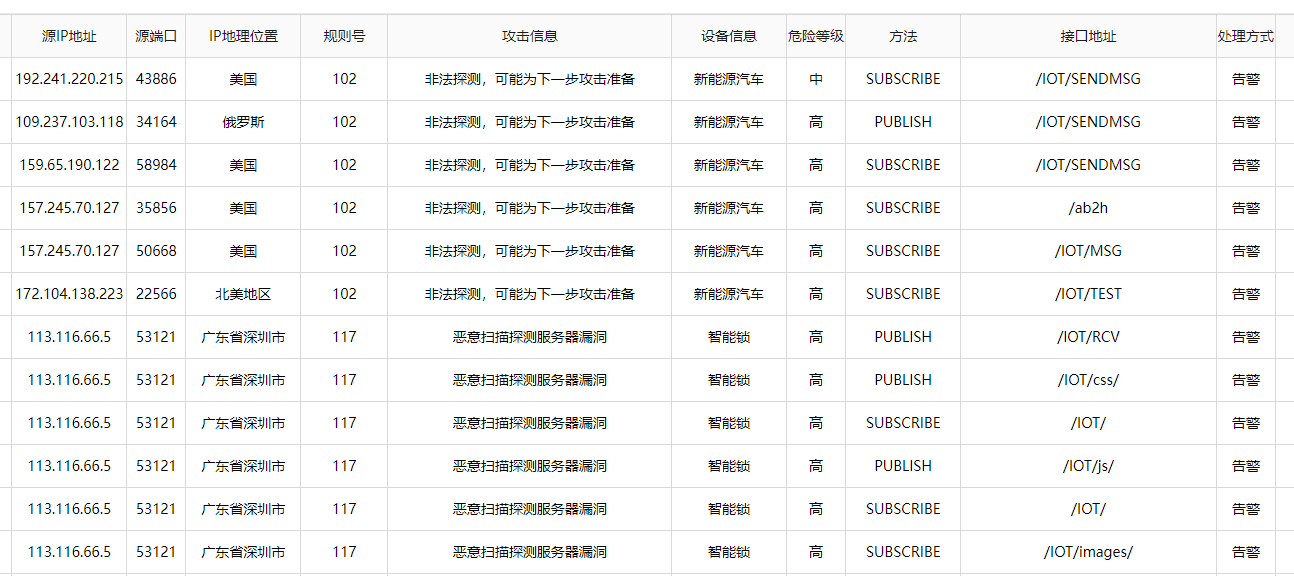 源IP地址 源端口 IP地理位置 规则号 攻击信息 设备信息 危险等级 方法 接口地址 处理方式
192.241.220.215 43886 美国 102 非法探测，可能为下一步攻击准备 新能源汽车 中 SUBSCRIBE /IOT/SENDMSG 告警
109.237.103.118 34164 俄罗斯 102 非法探测，可能为下一步攻击准备 新能源汽车 高 PUBLISH /IOT/SENDMSG 告警
159.65.190.122 58984 美国 102 非法探测，可能为下一步攻击准备 新能源汽车 高 SUBSCRIBE /IOT/SENDMSG 告警
157.245.70.127 35856 美国 102 非法探测，可能为下一步攻击准备 新能源汽车 高 SUBSCRIBE /ab2h 告警
157.245.70.127 50668 美国 102 非法探测，可能为下一步攻击准备 新能源汽车 高 SUBSCRIBE /IOT/MSG 告警
172.104.138.223 22566 北美地区 102 非法探测，可能为下一步攻击准备 新能源汽车 高 SUBSCRIBE /IOT/TEST 告警
113.116.66.5 53121 广东省深圳市 117 恶意扫描探测服务器漏洞 智能锁 高 PUBLISH /IOT/RCV 告警
113.116.66.5 53121 广东省深圳市 117 恶意扫描探测服务器漏洞 智能锁 高 PUBLISH /IOT/css/ 告警
113.116.66.5 53121 广东省深圳市 117 恶意扫描探测服务器漏洞 智能锁 高 SUBSCRIBE /IOT/ 告警
113.116.66.5 53121 广东省深圳市 117 恶意扫描探测服务器漏洞 智能锁 高 PUBLISH /IOT/js/ 告警
113.116.66.5 53121 广东省深圳市 117 恶意扫描探测服务器漏洞 智能锁 高 SUBSCRIBE /IOT/ 告警
113.116.66.5 53121 广东省深圳市 117 恶意扫描探测服务器漏洞 智能锁 高 SUBSCRIBE /IOT/images/ 告警